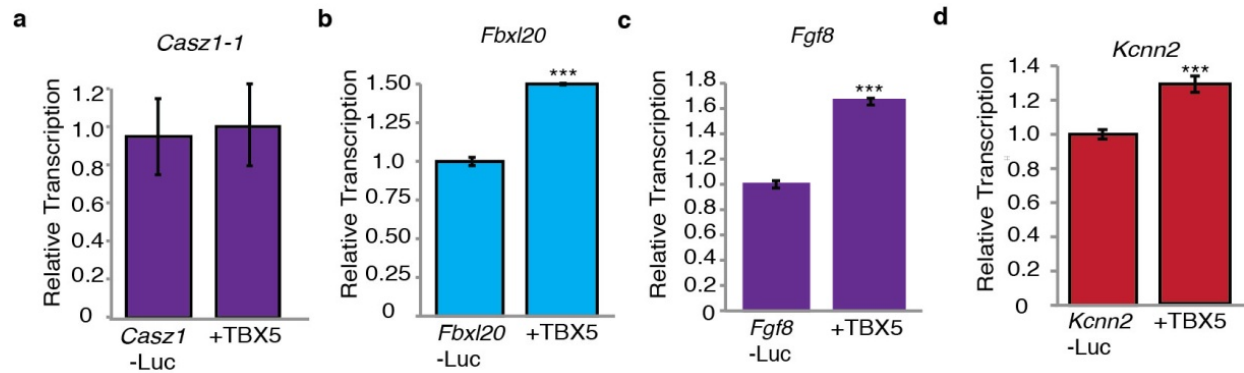 a
Casz1-1
Relative Transcription
1.2
1.0
0.8
0.6
0.4
0.2
0
Casz1
-Luc
+TBX5
b
Fbxl20
Relative Transcription
1.50
1.25
1.0
1.75
1.50
1.25
0
***
Fbxl20
-Luc
+TBX5
c
Fgf8
Relative Transcription
1.8
1.6
1.4
1.2
1.0
0.8
0.6
0.4
0.2
0
***
Fgf8
-Luc
+TBX5
d
Kcnn2
Relative Transcription
1.4
1.2
1.0
0.8
0.6
0.4
0.2
0
***
Kcnn2
-Luc
+TBX5